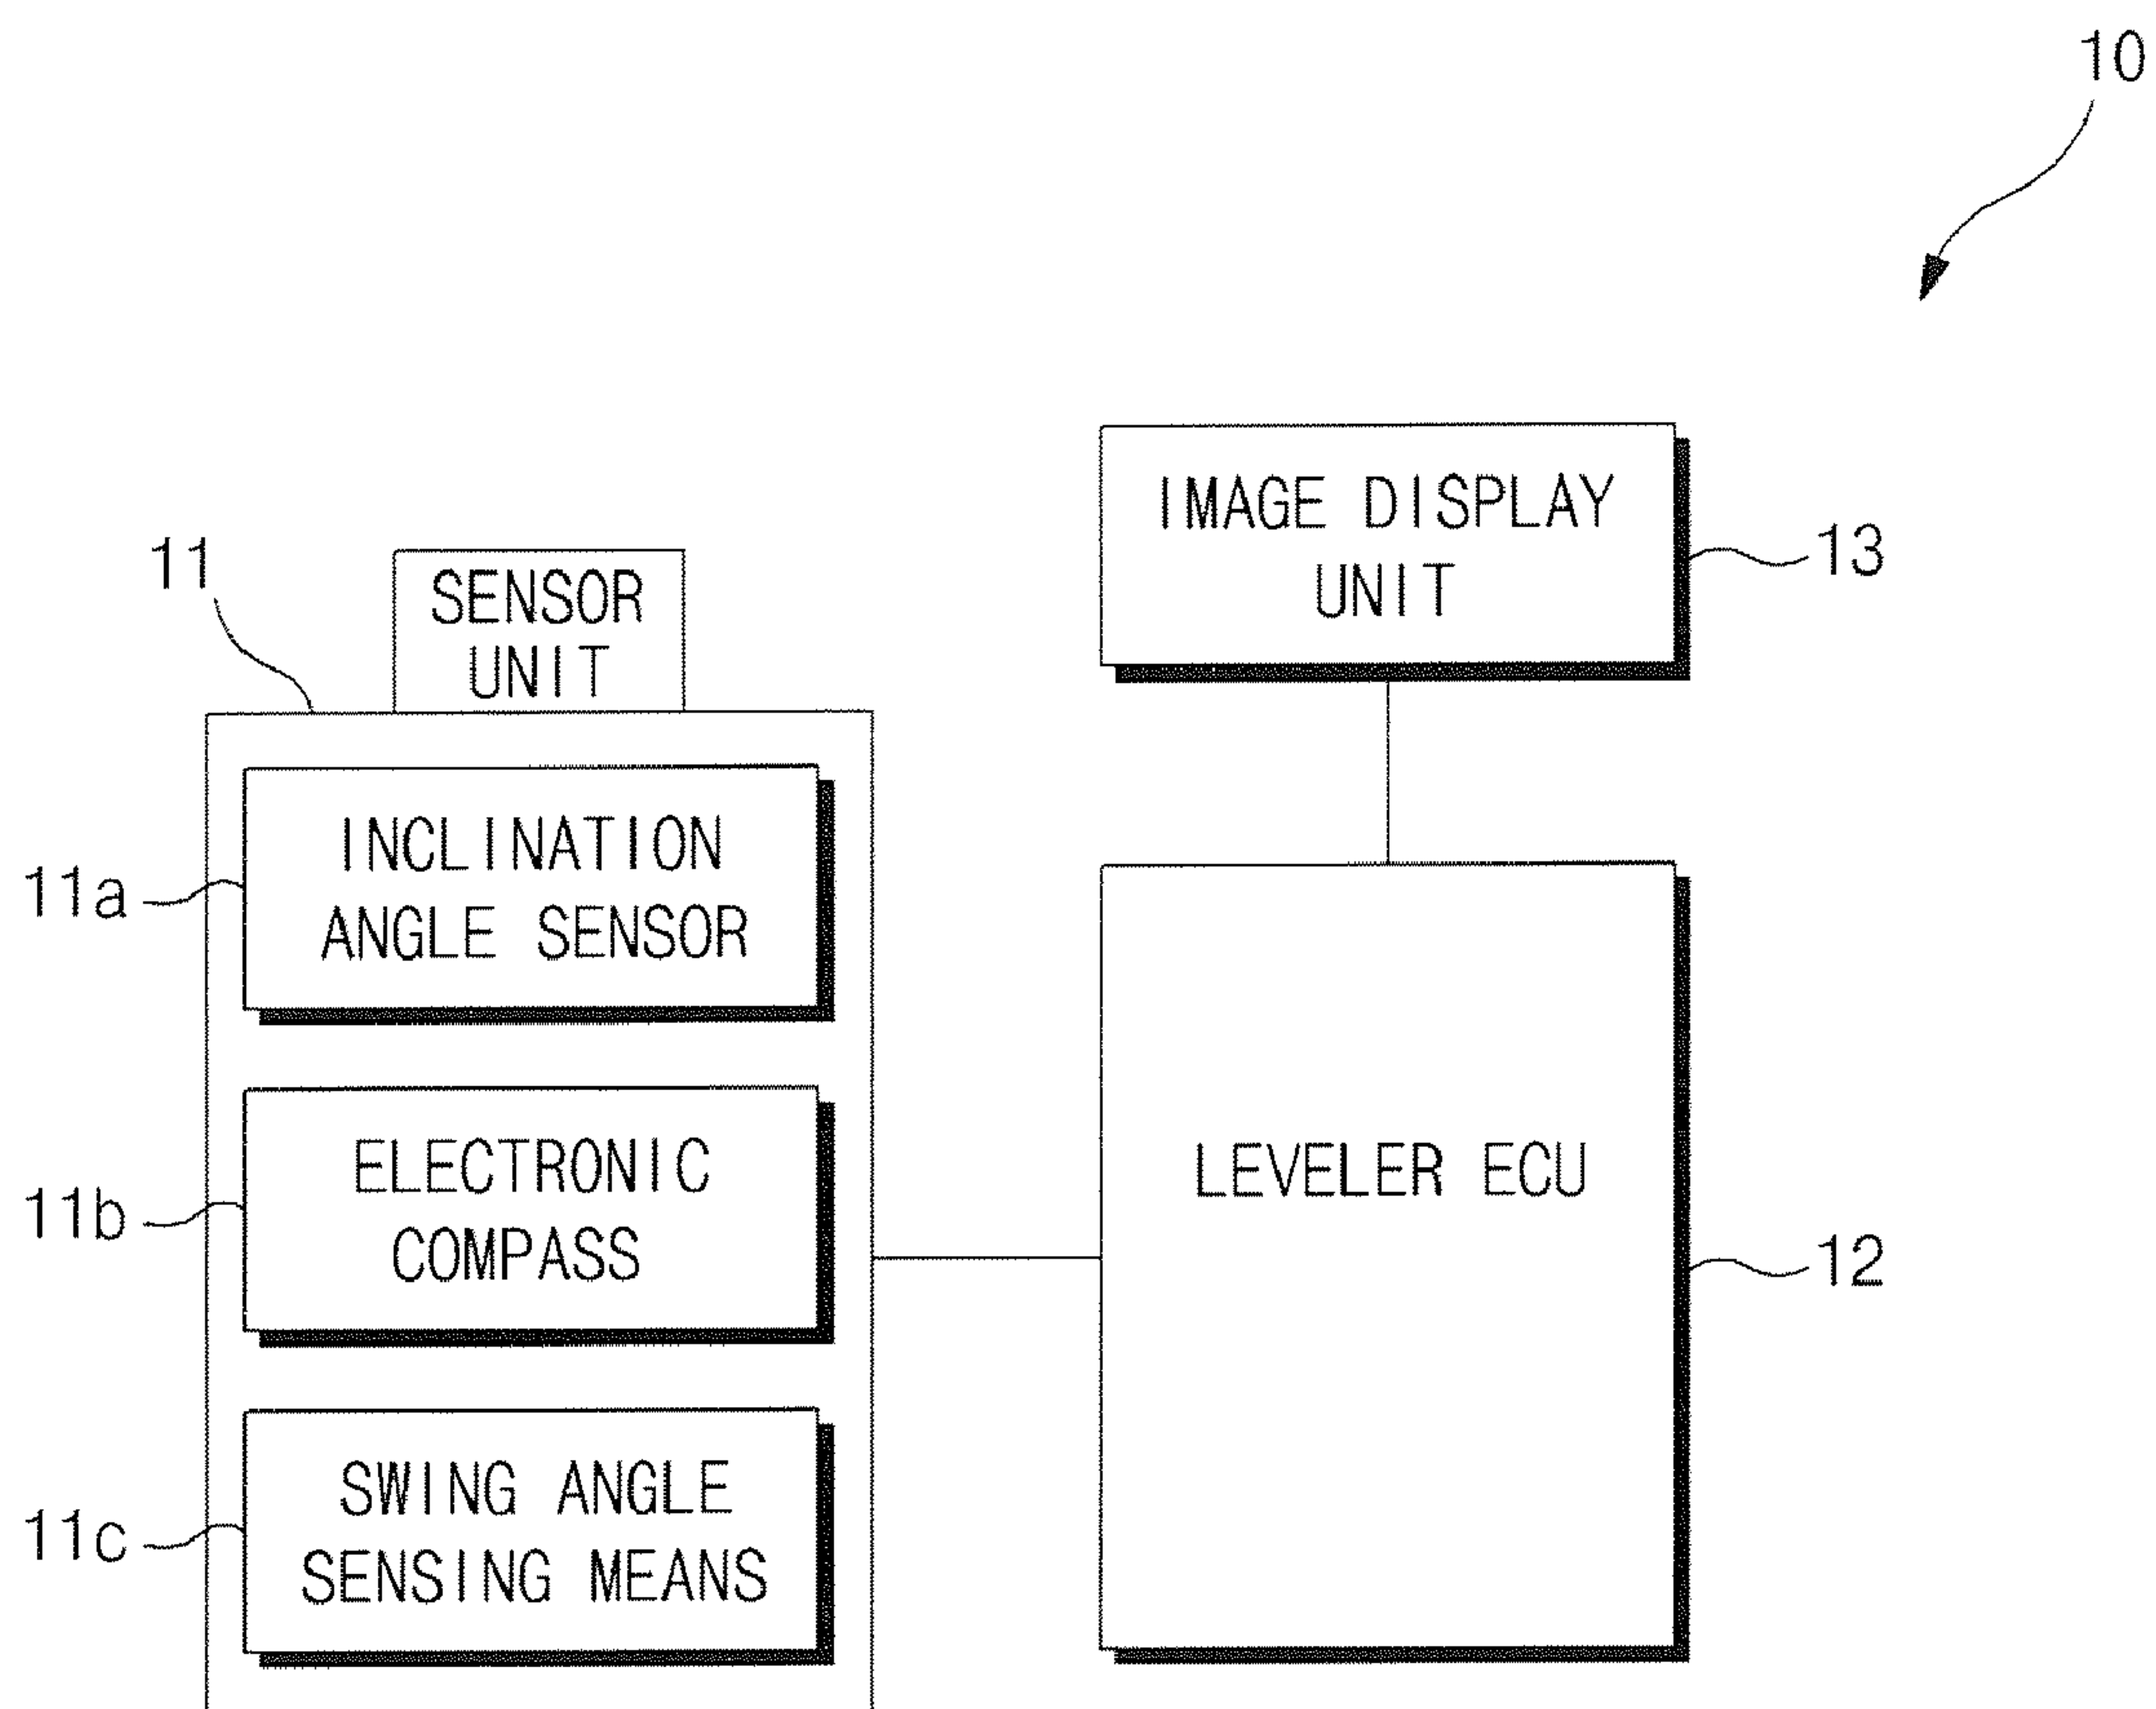 10
IMAGE DISPLAY
UNIT
13
11
SENSOR
UNIT
11a
INCLINATION
ANGLE SENSOR
11b
ELECTRONIC
COMPASS
11c
SWING ANGLE
SENSING MEANS
LEVELER ECU
12